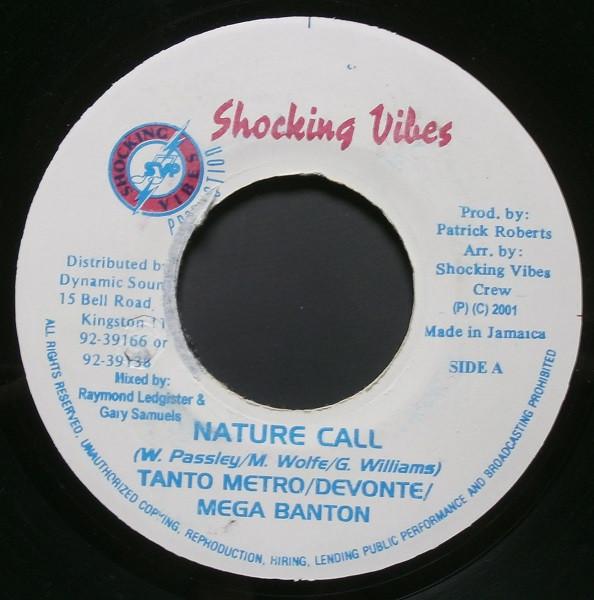 Shocking Vibes
SHOCKING VIBES
SVP
PRODUCTION
Prod. by:
Patrick Roberts
Arr. by:
Shocking Vibes
Crew
(P) (C) 2001
Made in Jamaica
SIDE A
Distributed by
Dynamic Soun
15 Bell Road
Kingston 11
92-39166 or
92-39138
Mixed by:
Raymond Ledgister &
Gary Samuels
NATURE CALL
(W. Passley/M. Wolfe/G. Williams)
TANTO METRO/DEVONTE/
MEGA BANTON
ALL RIGHTS RESERVED, UNAUTHORIZED COPYING, REPRODUCTION, HIRING, LENDING PUBLIC PERFORMANCE AND BROADCASTING PROHIBITED